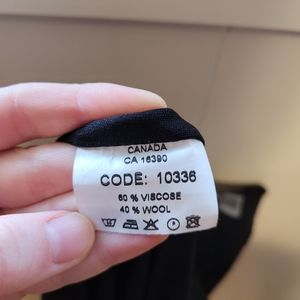 CANADA
CA 16390
CODE: 10336
60 % VISCOSE
40 % WOOL